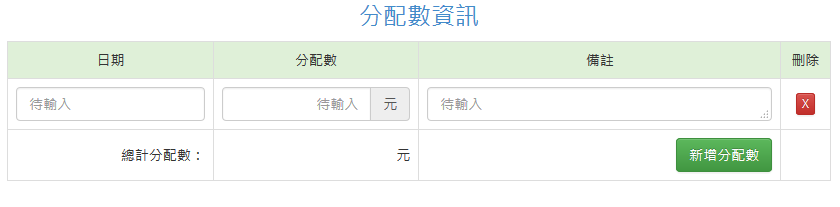 分配數資訊
日期 分配數 備註 刪除
待輸入 待輸入 元 待輸入 X
總計分配數： 元 新增分配數